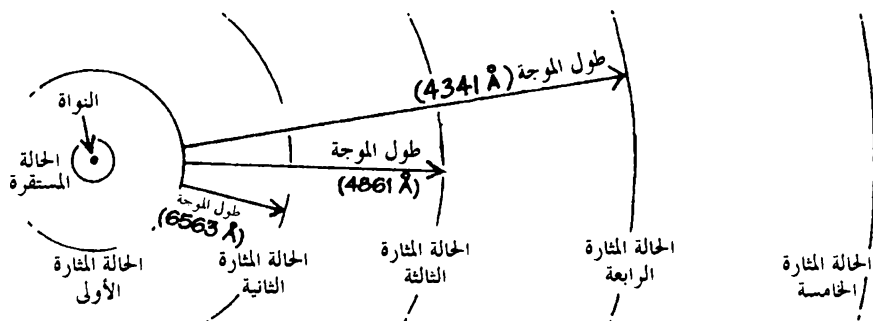 طول الموجة (4341 Å)
النواة
الحالة
المستقرة
طول الموجة
(4861 Å)
طول الموجة
(6563 Å)
الحالة المثارة
الأولى
الحالة المثارة
الثانية
الحالة المثارة
الثالثة
الحالة المثارة
الرابعة
الحالة المثارة
الخامسة